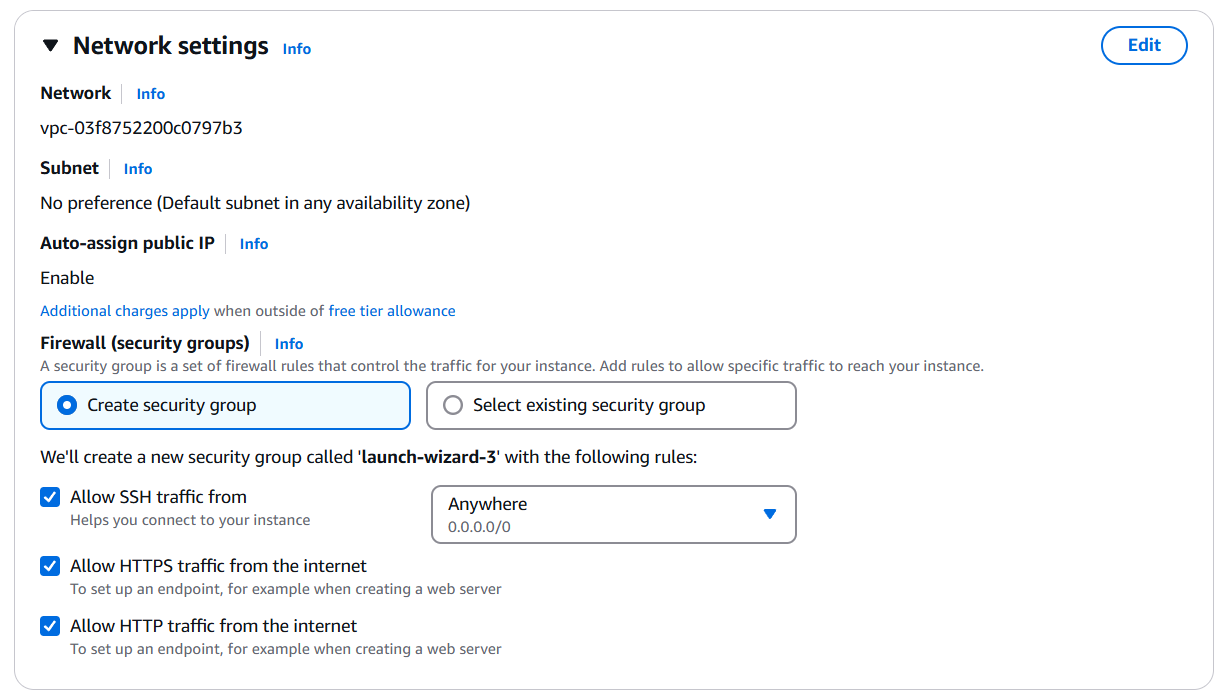 Network settings Info Edit
Network Info
vpc-03f8752200c0797b3
Subnet Info
No preference (Default subnet in any availability zone)
Auto-assign public IP Info
Enable
Additional charges apply when outside of free tier allowance
Firewall (security groups) Info
A security group is a set of firewall rules that control the traffic for your instance. Add rules to allow specific traffic to reach your instance.
Create security group Select existing security group
We'll create a new security group called 'launch-wizard-3' with the following rules:
Allow SSH traffic from Anywhere
Helps you connect to your instance 0.0.0.0/0
Allow HTTPS traffic from the internet
To set up an endpoint, for example when creating a web server
Allow HTTP traffic from the internet
To set up an endpoint, for example when creating a web server